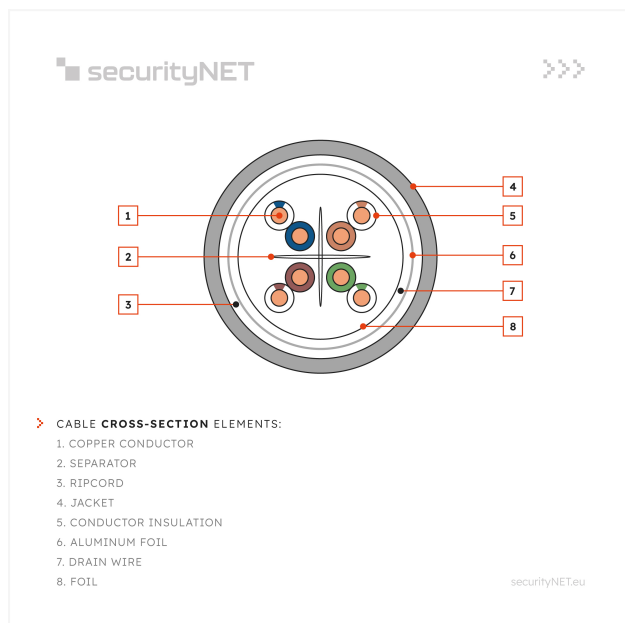 securityNET
1
2
3
4
5
6
7
8
CABLE CROSS-SECTION ELEMENTS:
1. COPPER CONDUCTOR
2. SEPARATOR
3. RIPCORD
4. JACKET
5. CONDUCTOR INSULATION
6. ALUMINUM FOIL
7. DRAIN WIRE
8. FOIL
securityNET.eu